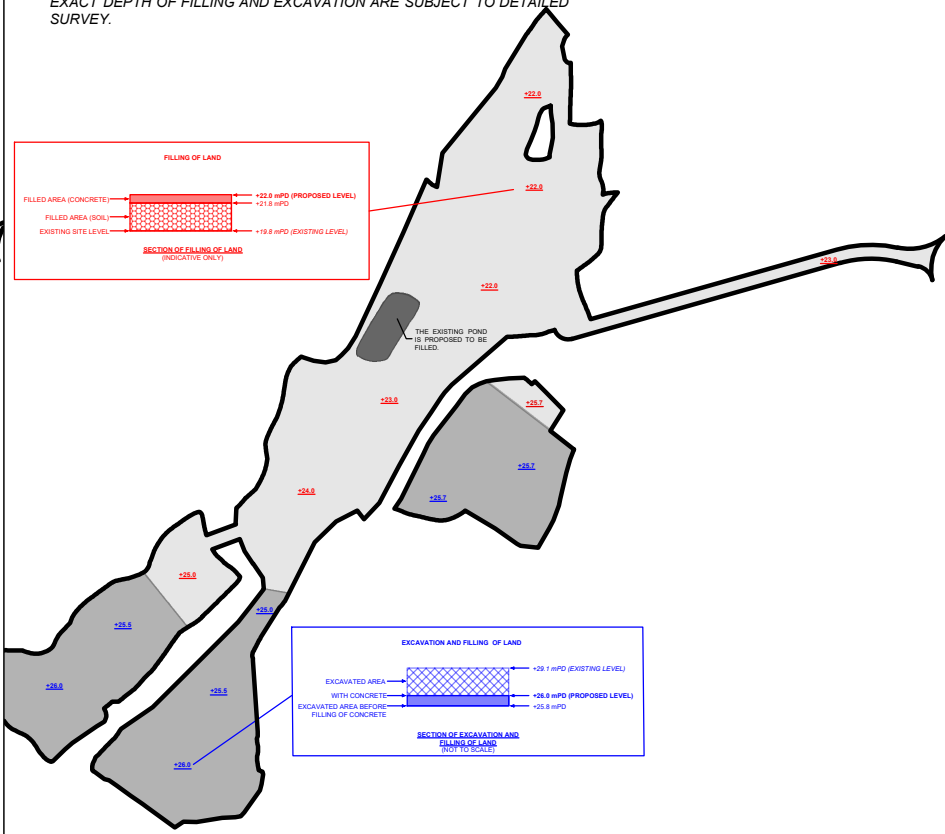 EXACT DEPTH OF FILLING AND EXCAVATION ARE SUBJECT TO DETAILED
SURVEY.
+22.0
FILLING OF LAND
+22.0
FILLED AREA (CONCRETE)
+22.0 mPD (PROPOSED LEVEL)
+21.8 mPD
FILLED AREA (SOIL)
EXISTING SITE LEVEL
+19.8 mPD (EXISTING LEVEL)
SECTION OF FILLING OF LAND
(INDICATIVE ONLY)
+23.0
+22.0
THE EXISTING POND
IS PROPOSED TO BE
FILLED.
+23.0
+25.7
+25.7
+25.7
+24.0
+25.0
+25.0
+25.5
+26.0
+25.5
+26.0
EXCAVATION AND FILLING OF LAND
+29.1 mPD (EXISTING LEVEL)
EXCAVATED AREA
WITH CONCRETE
+26.0 mPD (PROPOSED LEVEL)
EXCAVATED AREA BEFORE
FILLING OF CONCRETE
+25.8 mPD
SECTION OF EXCAVATION AND
FILLING OF LAND
(NOT TO SCALE)